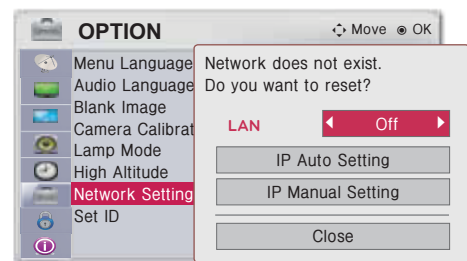 OPTION
Move OK
Menu Language
Audio Language
Blank Image
Camera Calibrat
Lamp Mode
High Altitude
Network Setting
Set ID
Network does not exist.
Do you want to reset?
LAN Off
IP Auto Setting
IP Manual Setting
Close